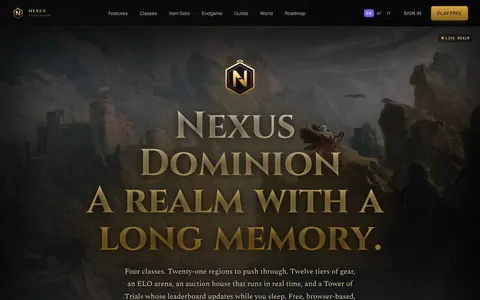 NEXUS
Features Classes Item Sets Endgame Guilds World Roadmap
EN IT SIGN IN PLAY FREE
LIVE REALM
N
NEXUS
DOMINION
A REALM WITH A
LONG MEMORY.
Four classes. Twenty-one regions to push through. Twelve tiers of gear,
an ELO arena, an auction house that runs in real time, and a Tower of
Trials whose leaderboard updates while you sleep. Free, browser-based,